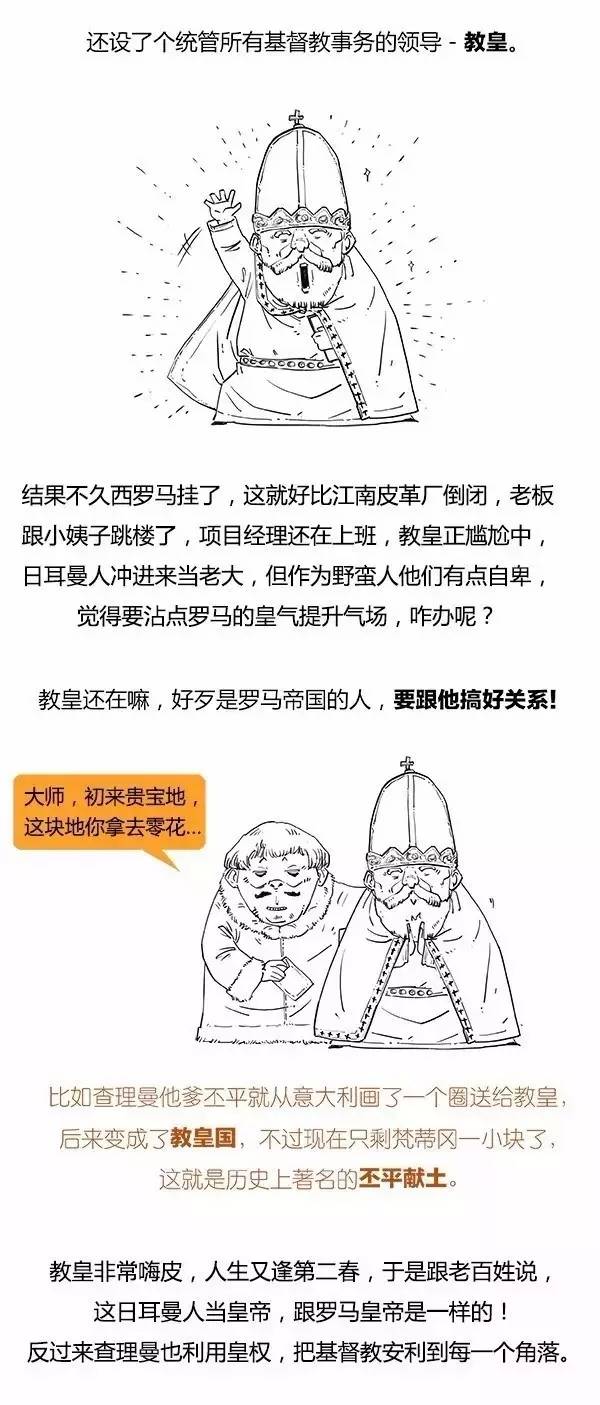 还设了个统管所有基督教事务的领导 - 教皇。
结果不久西罗马挂了，这就好比江南皮革厂倒闭，老板
跟小姨子跳楼了，项目经理还在上班，教皇正尴尬中，
日耳曼人冲进来当老大，但作为野蛮人他们有点自卑，
觉得要沾点罗马的皇气提升气场，咋办呢？
教皇还在嘛，好歹是罗马帝国的人，要跟他搞好关系!
大师，初来贵宝地，
这块地你拿去零花...
比如查理曼他爹丕平就从意大利画了一个圈送给教皇，
后来变成了教皇国，不过现在只剩梵蒂冈一小块了，
这就是历史上著名的丕平献土。
教皇非常嗨皮，人生又逢第二春，于是跟老百姓说，
这日耳曼人当皇帝，跟罗马皇帝是一样的！
反过来查理曼也利用皇权，把基督教安利到每一个角落。